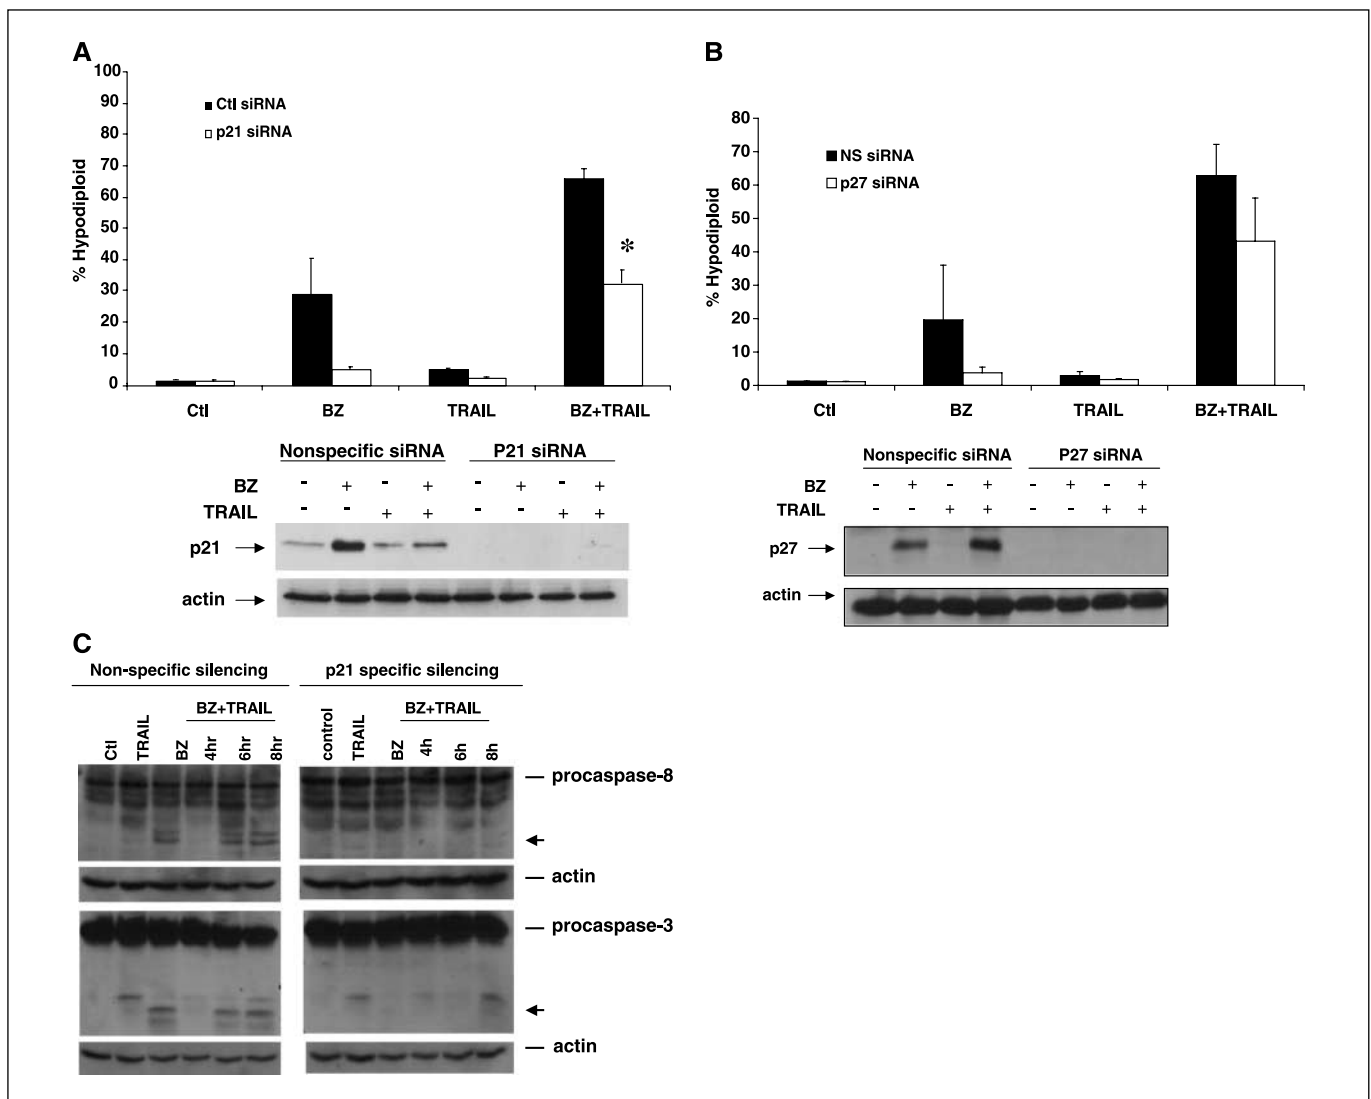 A
100
90
80
70
60
50
40
30
20
10
0
% Hypodiploid
Ctl siRNA
p21 siRNA
*
Ctl BZ TRAIL BZ+TRAIL
Nonspecific siRNA P21 siRNA
BZ - + - + - + - +
TRAIL - - + + - - + +
p21
actin
B
80
70
60
50
40
30
20
10
0
% Hypodiploid
NS siRNA
p27 siRNA
Ctl BZ TRAIL BZ+TRAIL
Nonspecific siRNA P27 siRNA
BZ - + - + - + - +
TRAIL - - + + - - + +
p27
actin
C
Non-specific silencing p21 specific silencing
BZ+TRAIL BZ+TRAIL
Ctl TRAIL BZ 4hr 6hr 8hr control TRAIL BZ 4h 6h 8h
procaspase-8
actin
procaspase-3
actin